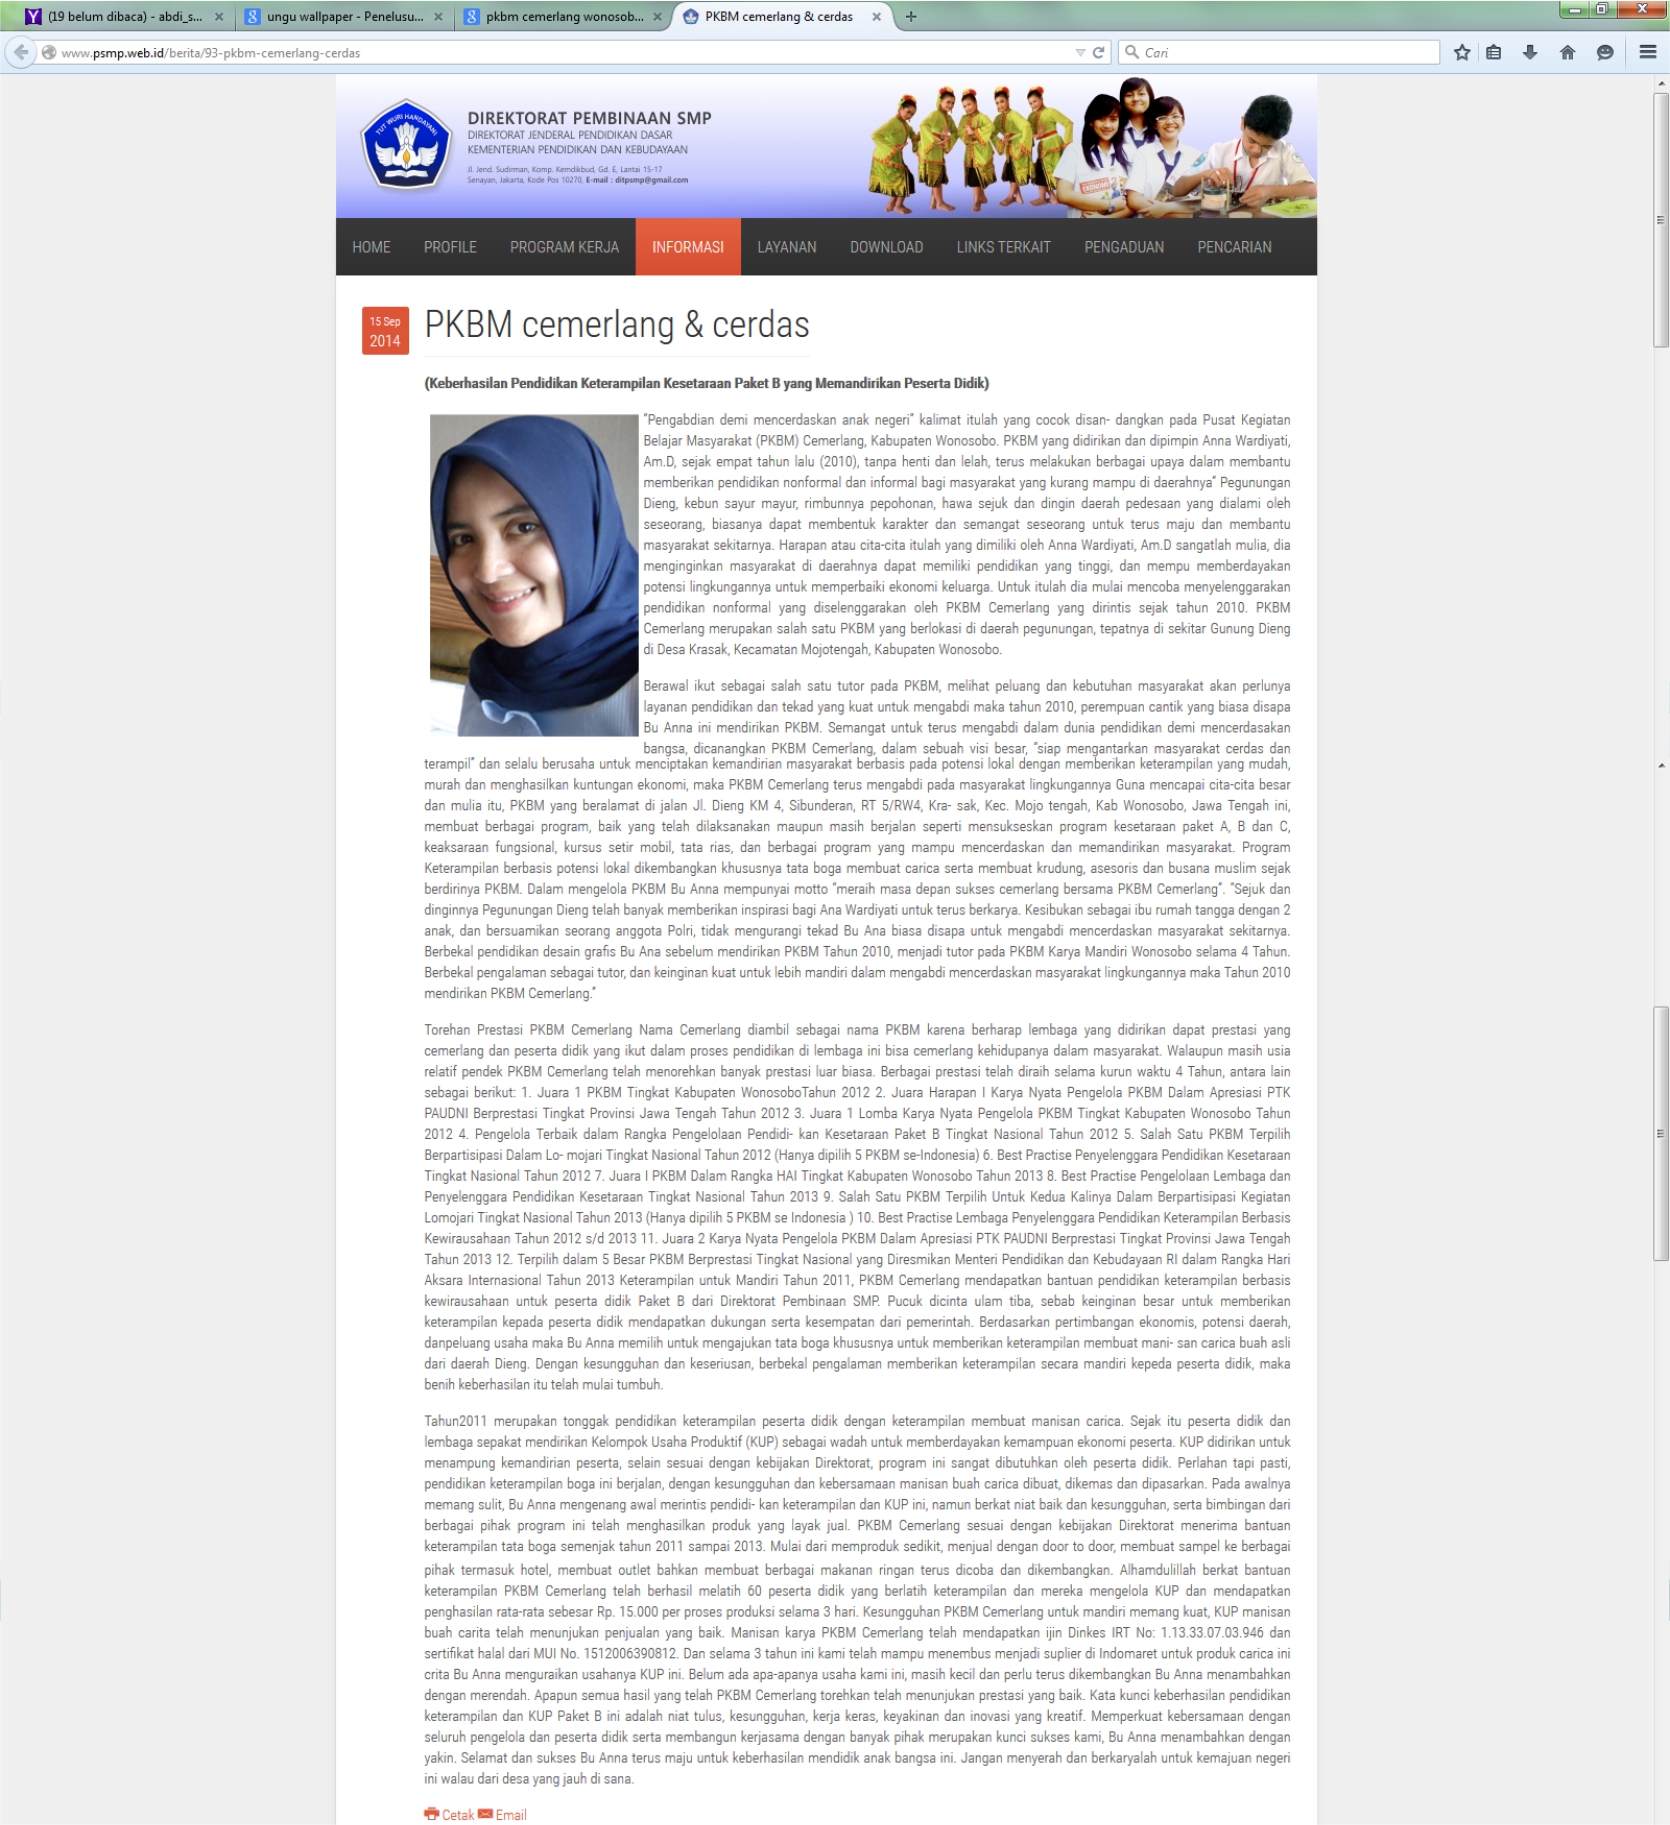 (19 belum dibaca) - abdi_s...
ungu wallpaper - Penelusu...
pkbm cemerlang wonosob...
PKBM cemerlang & cerdas
www.psmp.web.id/berita/93-pkbm-cemerlang-cerdas
Cari
TUT WURI HANDAYANI
DIREKTORAT PEMBINAAN SMP
DIREKTORAT JENDERAL PENDIDIKAN DASAR
KEMENTERIAN PENDIDIKAN DAN KEBUDAYAAN
Jl. Jend. Sudirman, Komp. Kemdikbud, Gd. E, Lantai 15-17
Senayan, Jakarta, Kode Pos 10270, E-mail : ditpsmp@gmail.com
EKONOMI
HOME PROFILE PROGRAM KERJA INFORMASI LAYANAN DOWNLOAD LINKS TERKAIT PENGADUAN PENCARIAN
15 Sep
2014
PKBM cemerlang & cerdas
(Keberhasilan Pendidikan Keterampilan Kesetaraan Paket B yang Memandirikan Peserta Didik)
"Pengabdian demi mencerdaskan anak negeri" kalimat itulah yang cocok disan- dangkan pada Pusat Kegiatan
Belajar Masyarakat (PKBM) Cemerlang, Kabupaten Wonosobo. PKBM yang didirikan dan dipimpin Anna Wardiyati,
Am.D, sejak empat tahun lalu (2010), tanpa henti dan lelah, terus melakukan berbagai upaya dalam membantu
memberikan pendidikan nonformal dan informal bagi masyarakat yang kurang mampu di daerahnya" Pegunungan
Dieng, kebun sayur mayur, rimbunnya pepohonan, hawa sejuk dan dingin daerah pedesaan yang dialami oleh
seseorang, biasanya dapat membentuk karakter dan semangat seseorang untuk terus maju dan membantu
masyarakat sekitarnya. Harapan atau cita-cita itulah yang dimiliki oleh Anna Wardiyati, Am.D sangatlah mulia, dia
menginginkan masyarakat di daerahnya dapat memiliki pendidikan yang tinggi, dan mempu memberdayakan
potensi lingkungannya untuk memperbaiki ekonomi keluarga. Untuk itulah dia mulai mencoba menyelenggarakan
pendidikan nonformal yang diselenggarakan oleh PKBM Cemerlang yang dirintis sejak tahun 2010. PKBM
Cemerlang merupakan salah satu PKBM yang berlokasi di daerah pegunungan, tepatnya di sekitar Gunung Dieng
di Desa Krasak, Kecamatan Mojotengah, Kabupaten Wonosobo.
Berawal ikut sebagai salah satu tutor pada PKBM, melihat peluang dan kebutuhan masyarakat akan perlunya
layanan pendidikan dan tekad yang kuat untuk mengabdi maka tahun 2010, perempuan cantik yang biasa disapa
Bu Anna ini mendirikan PKBM. Semangat untuk terus mengabdi dalam dunia pendidikan demi mencerdasakan
bangsa, dicanangkan PKBM Cemerlang, dalam sebuah visi besar, "siap mengantarkan masyarakat cerdas dan
terampil" dan selalu berusaha untuk menciptakan kemandirian masyarakat berbasis pada potensi lokal dengan memberikan keterampilan yang mudah,
murah dan menghasilkan kuntungan ekonomi, maka PKBM Cemerlang terus mengabdi pada masyarakat lingkungannya Guna mencapai cita-cita besar
dan mulia itu, PKBM yang beralamat di jalan Jl. Dieng KM 4, Sibunderan, RT 5/RW4, Kra- sak, Kec. Mojo tengah, Kab Wonosobo, Jawa Tengah ini,
membuat berbagai program, baik yang telah dilaksanakan maupun masih berjalan seperti mensukseskan program kesetaraan paket A, B dan C,
keaksaraan fungsional, kursus setir mobil, tata rias, dan berbagai program yang mampu mencerdaskan dan memandirikan masyarakat. Program
Keterampilan berbasis potensi lokal dikembangkan khususnya tata boga membuat carica serta membuat krudung, asesoris dan busana muslim sejak
berdirinya PKBM. Dalam mengelola PKBM Bu Anna mempunyai motto "meraih masa depan sukses cemerlang bersama PKBM Cemerlang". "Sejuk dan
dinginnya Pegunungan Dieng telah banyak memberikan inspirasi bagi Ana Wardiyati untuk terus berkarya. Kesibukan sebagai ibu rumah tangga dengan 2
anak, dan bersuamikan seorang anggota Polri, tidak mengurangi tekad Bu Ana biasa disapa untuk mengabdi mencerdaskan masyarakat sekitarnya.
Berbekal pendidikan desain grafis Bu Ana sebelum mendirikan PKBM Tahun 2010, menjadi tutor pada PKBM Karya Mandiri Wonosobo selama 4 Tahun.
Berbekal pengalaman sebagai tutor, dan keinginan kuat untuk lebih mandiri dalam mengabdi mencerdaskan masyarakat lingkungannya maka Tahun 2010
mendirikan PKBM Cemerlang."
Torehan Prestasi PKBM Cemerlang Nama Cemerlang diambil sebagai nama PKBM karena berharap lembaga yang didirikan dapat prestasi yang
cemerlang dan peserta didik yang ikut dalam proses pendidikan di lembaga ini bisa cemerlang kehidupanya dalam masyarakat. Walaupun masih usia
relatif pendek PKBM Cemerlang telah menorehkan banyak prestasi luar biasa. Berbagai prestasi telah diraih selama kurun waktu 4 Tahun, antara lain
sebagai berikut: 1. Juara 1 PKBM Tingkat Kabupaten WonosoboTahun 2012 2. Juara Harapan I Karya Nyata Pengelola PKBM Dalam Apresiasi PTK
PAUDNI Berprestasi Tingkat Provinsi Jawa Tengah Tahun 2012 3. Juara 1 Lomba Karya Nyata Pengelola PKBM Tingkat Kabupaten Wonosobo Tahun
2012 4. Pengelola Terbaik dalam Rangka Pengelolaan Pendidi- kan Kesetaraan Paket B Tingkat Nasional Tahun 2012 5. Salah Satu PKBM Terpilih
Berpartisipasi Dalam Lo- mojari Tingkat Nasional Tahun 2012 (Hanya dipilih 5 PKBM se-Indonesia) 6. Best Practise Penyelenggara Pendidikan Kesetaraan
Tingkat Nasional Tahun 2012 7. Juara I PKBM Dalam Rangka HAI Tingkat Kabupaten Wonosobo Tahun 2013 8. Best Practise Pengelolaan Lembaga dan
Penyelenggara Pendidikan Kesetaraan Tingkat Nasional Tahun 2013 9. Salah Satu PKBM Terpilih Untuk Kedua Kalinya Dalam Berpartisipasi Kegiatan
Lomojari Tingkat Nasional Tahun 2013 (Hanya dipilih 5 PKBM se Indonesia ) 10. Best Practise Lembaga Penyelenggara Pendidikan Keterampilan Berbasis
Kewirausahaan Tahun 2012 s/d 2013 11. Juara 2 Karya Nyata Pengelola PKBM Dalam Apresiasi PTK PAUDNI Berprestasi Tingkat Provinsi Jawa Tengah
Tahun 2013 12. Terpilih dalam 5 Besar PKBM Berprestasi Tingkat Nasional yang Diresmikan Menteri Pendidikan dan Kebudayaan RI dalam Rangka Hari
Aksara Internasional Tahun 2013 Keterampilan untuk Mandiri Tahun 2011, PKBM Cemerlang mendapatkan bantuan pendidikan keterampilan berbasis
kewirausahaan untuk peserta didik Paket B dari Direktorat Pembinaan SMP. Pucuk dicinta ulam tiba, sebab keinginan besar untuk memberikan
keterampilan kepada peserta didik mendapatkan dukungan serta kesempatan dari pemerintah. Berdasarkan pertimbangan ekonomis, potensi daerah,
danpeluang usaha maka Bu Anna memilih untuk mengajukan tata boga khususnya untuk memberikan keterampilan membuat mani- san carica buah asli
dari daerah Dieng. Dengan kesungguhan dan keseriusan, berbekal pengalaman memberikan keterampilan secara mandiri kepeda peserta didik, maka
benih keberhasilan itu telah mulai tumbuh.
Tahun2011 merupakan tonggak pendidikan keterampilan peserta didik dengan keterampilan membuat manisan carica. Sejak itu peserta didik dan
lembaga sepakat mendirikan Kelompok Usaha Produktif (KUP) sebagai wadah untuk memberdayakan kemampuan ekonomi peserta. KUP didirikan untuk
menampung kemandirian peserta, selain sesuai dengan kebijakan Direktorat, program ini sangat dibutuhkan oleh peserta didik. Perlahan tapi pasti,
pendidikan keterampilan boga ini berjalan, dengan kesungguhan dan kebersamaan manisan buah carica dibuat, dikemas dan dipasarkan. Pada awalnya
memang sulit, Bu Anna mengenang awal merintis pendidi- kan keterampilan dan KUP ini, namun berkat niat baik dan kesungguhan, serta bimbingan dari
berbagai pihak program ini telah menghasilkan produk yang layak jual. PKBM Cemerlang sesuai dengan kebijakan Direktorat menerima bantuan
keterampilan tata boga semenjak tahun 2011 sampai 2013. Mulai dari memproduk sedikit, menjual dengan door to door, membuat sampel ke berbagai
pihak termasuk hotel, membuat outlet bahkan membuat berbagai makanan ringan terus dicoba dan dikembangkan. Alhamdulillah berkat bantuan
keterampilan PKBM Cemerlang telah berhasil melatih 60 peserta didik yang berlatih keterampilan dan mereka mengelola KUP dan mendapatkan
penghasilan rata-rata sebesar Rp. 15.000 per proses produksi selama 3 hari. Kesungguhan PKBM Cemerlang untuk mandiri memang kuat, KUP manisan
buah carita telah menunjukan penjualan yang baik. Manisan karya PKBM Cemerlang telah mendapatkan ijin Dinkes IRT No: 1.13.33.07.03.946 dan
sertifikat halal dari MUI No. 1512006390812. Dan selama 3 tahun ini kami telah mampu menembus menjadi suplier di Indomaret untuk produk carica ini
crita Bu Anna menguraikan usahanya KUP ini. Belum ada apa-apanya usaha kami ini, masih kecil dan perlu terus dikembangkan Bu Anna menambahkan
dengan merendah. Apapun semua hasil yang telah PKBM Cemerlang torehkan telah menunjukan prestasi yang baik. Kata kunci keberhasilan pendidikan
keterampilan dan KUP Paket B ini adalah niat tulus, kesungguhan, kerja keras, keyakinan dan inovasi yang kreatif. Memperkuat kebersamaan dengan
seluruh pengelola dan peserta didik serta membangun kerjasama dengan banyak pihak merupakan kunci sukses kami, Bu Anna menambahkan dengan
yakin. Selamat dan sukses Bu Anna terus maju untuk keberhasilan mendidik anak bangsa ini. Jangan menyerah dan berkaryalah untuk kemajuan negeri
ini walau dari desa yang jauh di sana.
Cetak Email